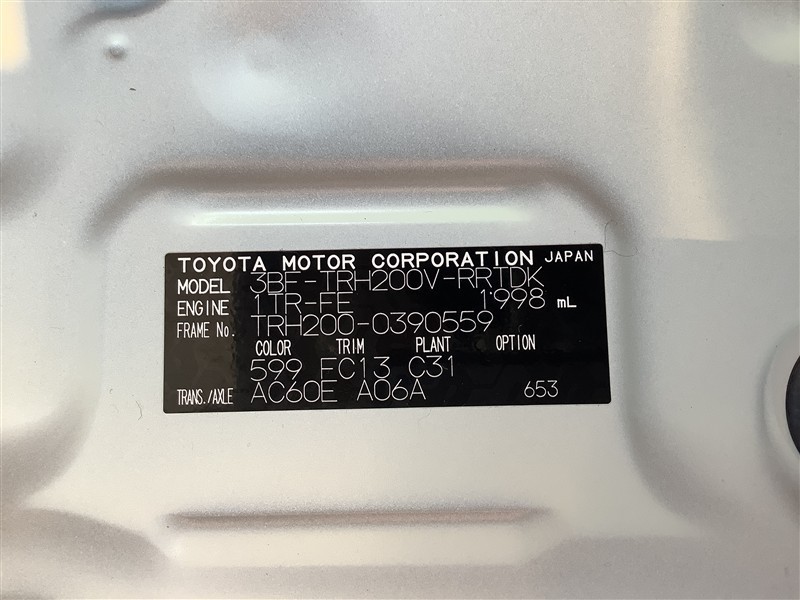 TOYOTA MOTOR CORPORATION JAPAN
MODEL 3BF-TRH200V-RRTDK
ENGINE 1TR-FE 1998 mL
FRAME No. TRH200-0390559
COLOR TRIM PLANT OPTION
599 FC13 C31
TRANS./AXLE AC60E A06A 653